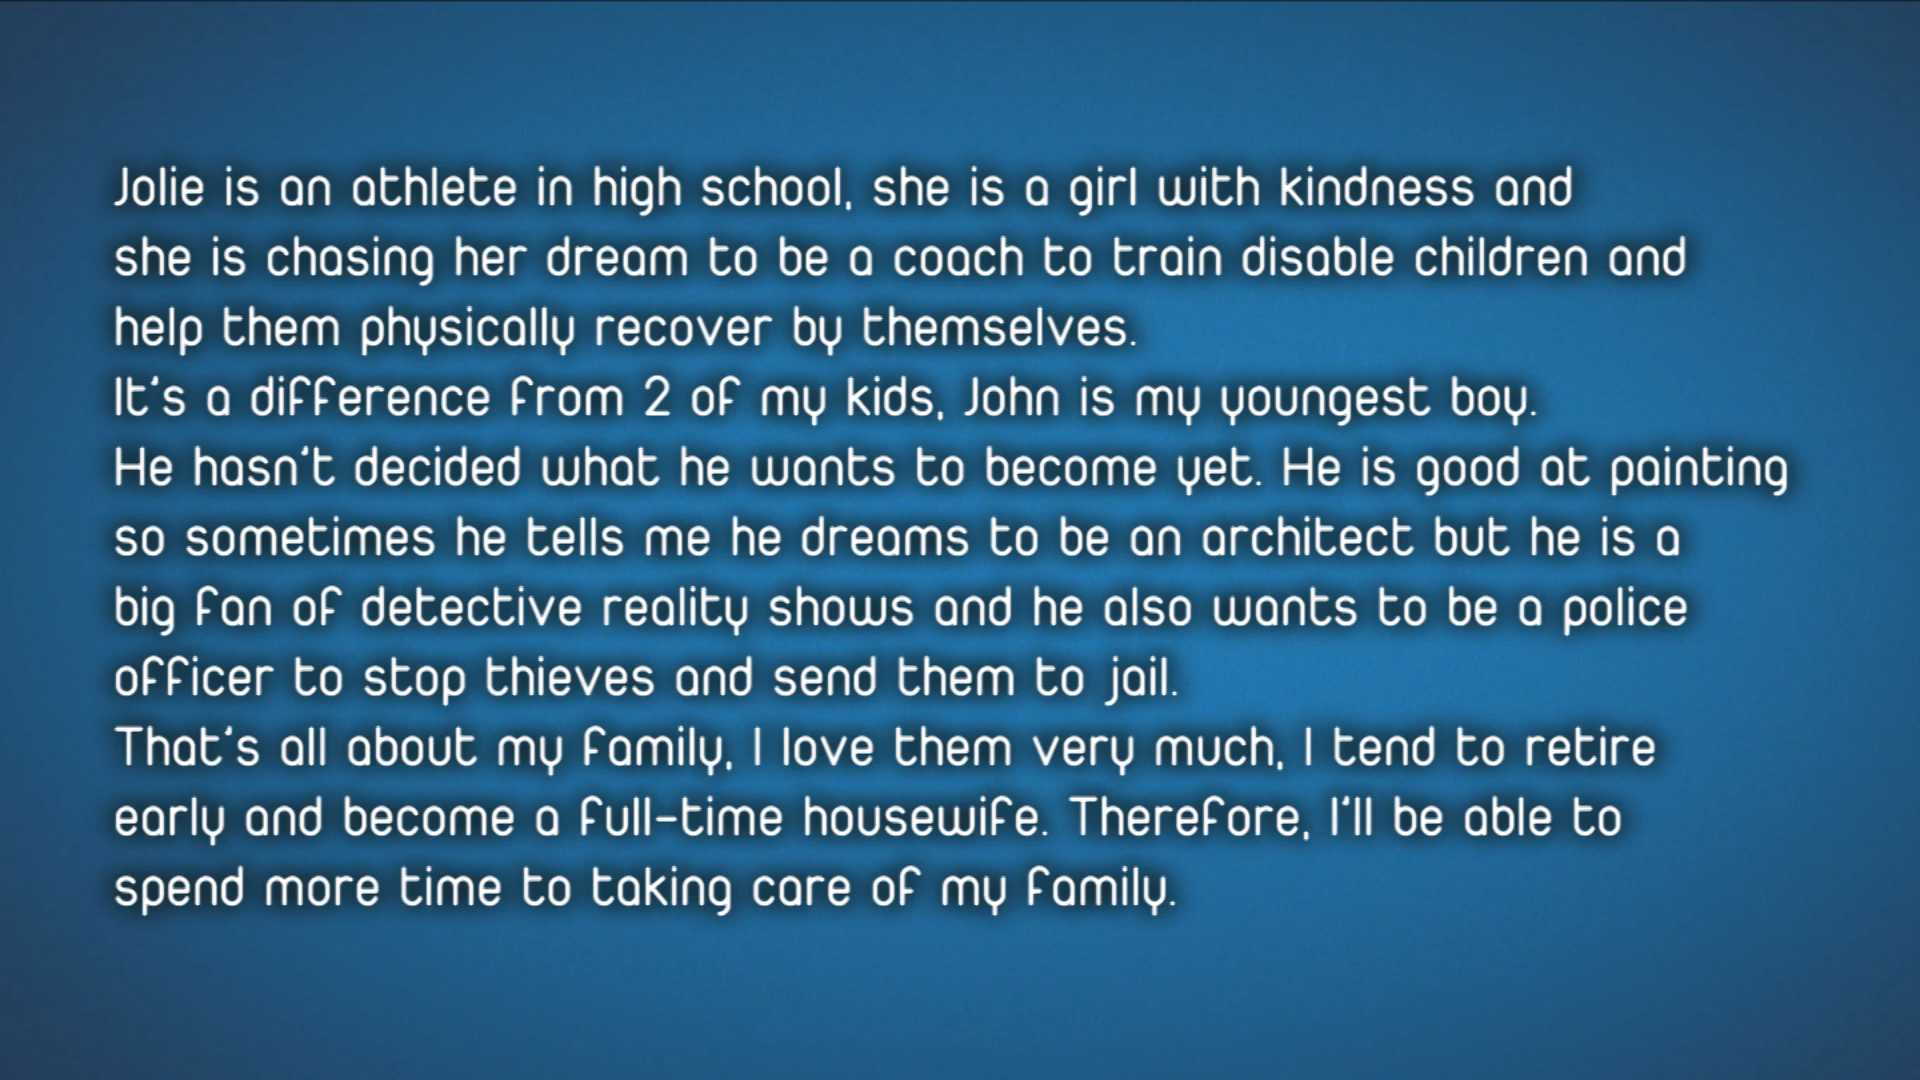 Jolie is an athlete in high school, she is a girl with kindness and
she is chasing her dream to be a coach to train disable children and
help them physically recover by themselves.
It's a difference from 2 of my kids, John is my youngest boy.
He hasn't decided what he wants to become yet. He is good at painting
so sometimes he tells me he dreams to be an architect but he is a
big fan of detective reality shows and he also wants to be a police
officer to stop thieves and send them to jail.
That's all about my family, I love them very much, I tend to retire
early and become a full-time housewife. Therefore, I'll be able to
spend more time to taking care of my family.